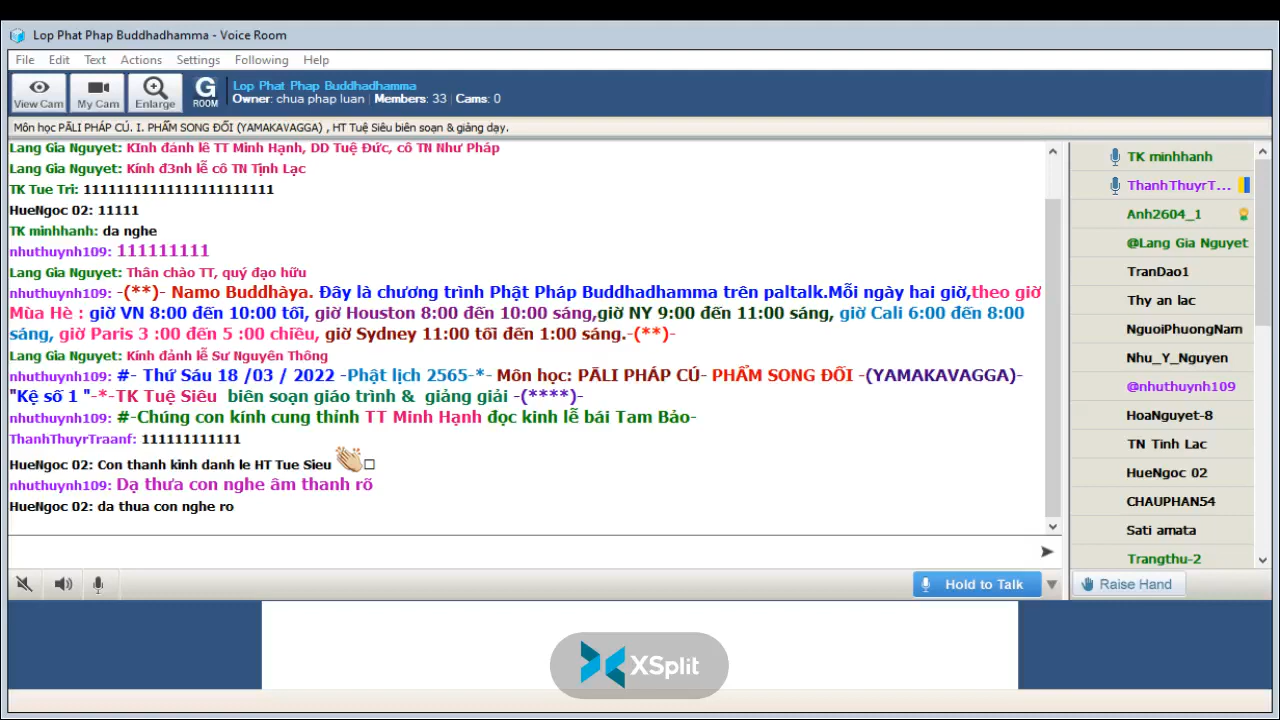 Lop Phat Phap Buddhadhamma - Voice Room
File Edit Text Actions Settings Following Help
View Cam My Cam Enlarge G ROOM
Lop Phat Phap Buddhadhamma
Owner: chua phap luan | Members: 33 | Cams: 0
Môn học PĀLI PHÁP CÚ. I. PHẨM SONG ĐỐI (YAMAKAVAGGA) , HT Tuệ Siêu biên soạn & giảng dạy.
Lang Gia Nguyet: KInh đánh lê TT Minh Hạnh, DD Tuệ Đức, cô TN Như Pháp
Lang Gia Nguyet: Kính đ3nh lễ cô TN Tịnh Lạc
TK Tue Tri: 11111111111111111111111
HueNgoc 02: 11111
TK minhhanh: da nghe
nhuthuynh109: 111111111
Lang Gia Nguyet: Thân chào TT, quý đạo hữu
nhuthuynh109: -(**)- Namo Buddhàya. Đây là chương trình Phật Pháp Buddhadhamma trên paltalk.Mỗi ngày hai giờ,theo giờ
Mùa Hè : giờ VN 8:00 đến 10:00 tối, giờ Houston 8:00 đến 10:00 sáng,giờ NY 9:00 đến 11:00 sáng, giờ Cali 6:00 đến 8:00
sáng, giờ Paris 3 :00 đến 5 :00 chiều, giờ Sydney 11:00 tối đến 1:00 sáng.-(**)-
Lang Gia Nguyet: Kính đảnh lễ Sư Nguyên Thông
nhuthuynh109: #- Thứ Sáu 18 /03 / 2022 -Phật lịch 2565-*- Môn học: PĀLI PHÁP CÚ- PHẨM SONG ĐỐI -(YAMAKAVAGGA)-
"Kệ số 1 "-*-TK Tuệ Siêu biên soạn giáo trình & giảng giải -(****)-
nhuthuynh109: #-Chúng con kính cung thỉnh TT Minh Hạnh đọc kinh lễ bái Tam Bảo-
ThanhThuyrTraanf: 111111111111
HueNgoc 02: Con thanh kinh danh le HT Tue Sieu 👏□
nhuthuynh109: Dạ thưa con nghe âm thanh rõ
HueNgoc 02: da thua con nghe ro
TK minhhanh
ThanhThuyrT...
Anh2604_1
@Lang Gia Nguyet
TranDao1
Thy an lac
NguoiPhuongNam
Nhu_Y_Nguyen
@nhuthuynh109
HoaNguyet-8
TN Tinh Lac
HueNgoc 02
CHAUPHAN54
Sati amata
Trangthu-2
Hold to Talk
Raise Hand
XSplit